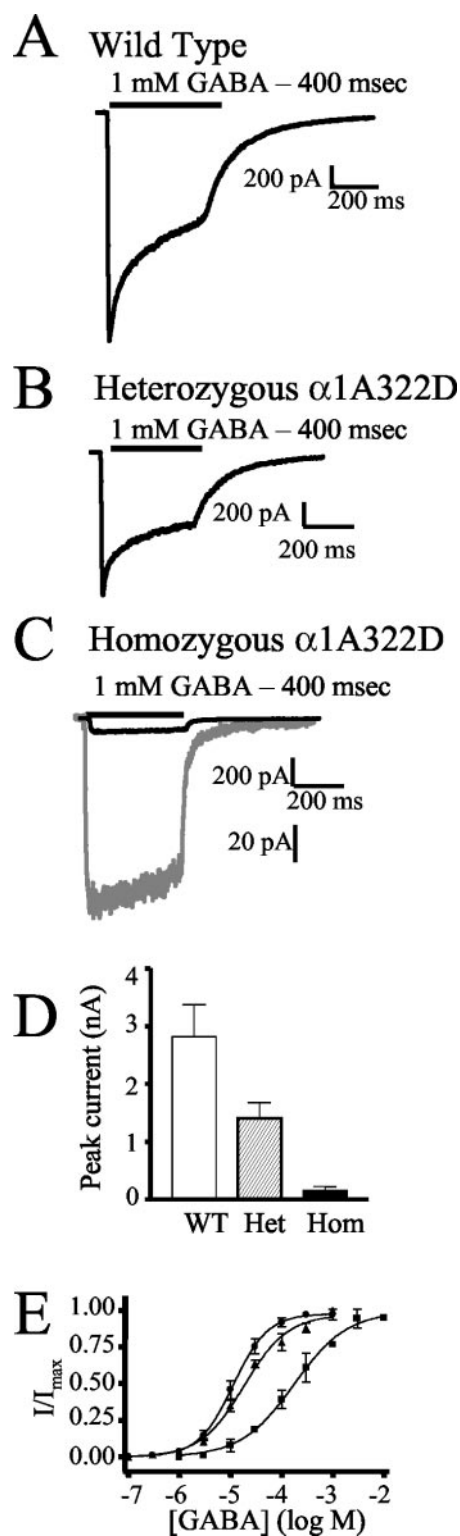 A Wild Type
1 mM GABA – 400 msec
200 pA
200 ms
B Heterozygous α1A322D
1 mM GABA – 400 msec
200 pA
200 ms
C Homozygous α1A322D
1 mM GABA – 400 msec
200 pA
200 ms
20 pA
D
Peak current (nA)
4
3
2
1
0
WT Het Hom
E
I/Imax
1.00
0.75
0.50
0.25
0.00
-7 -6 -5 -4 -3 -2
[GABA] (log M)